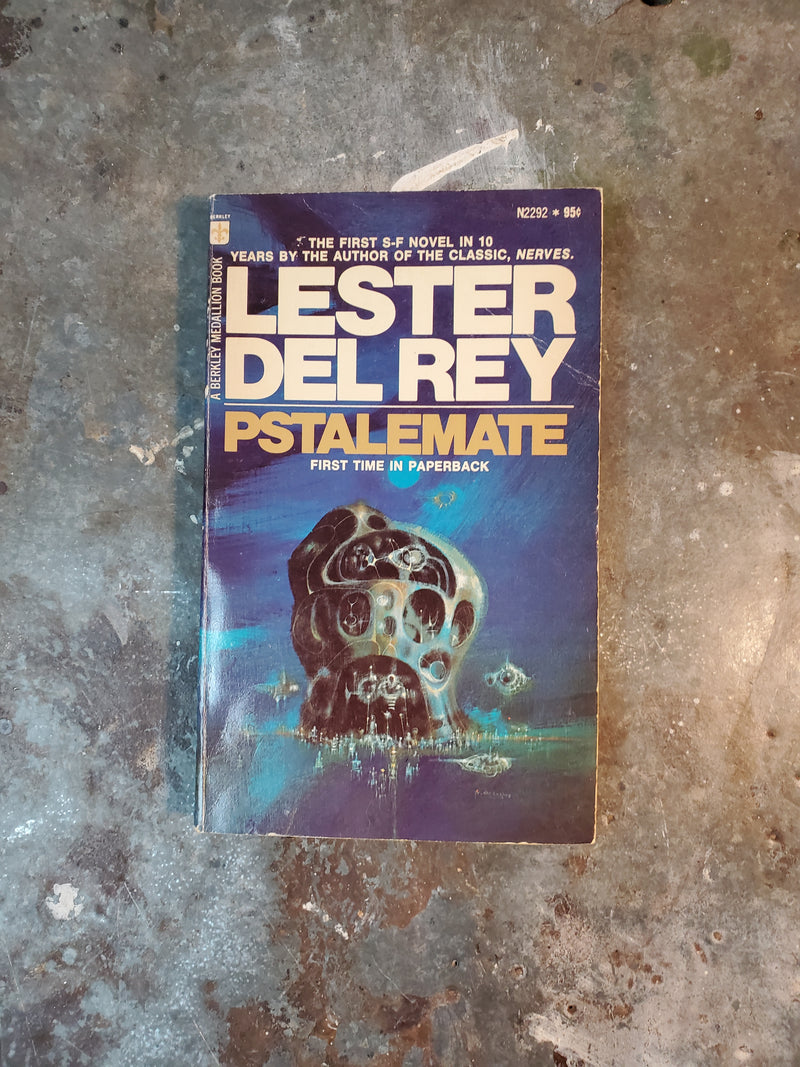 BERKLEY
N2292 * 95¢
A BERKLEY MEDALLION BOOK
THE FIRST S-F NOVEL IN 10
YEARS BY THE AUTHOR OF THE CLASSIC, NERVES.
LESTER
DEL REY
PSTALEMATE
FIRST TIME IN PAPERBACK